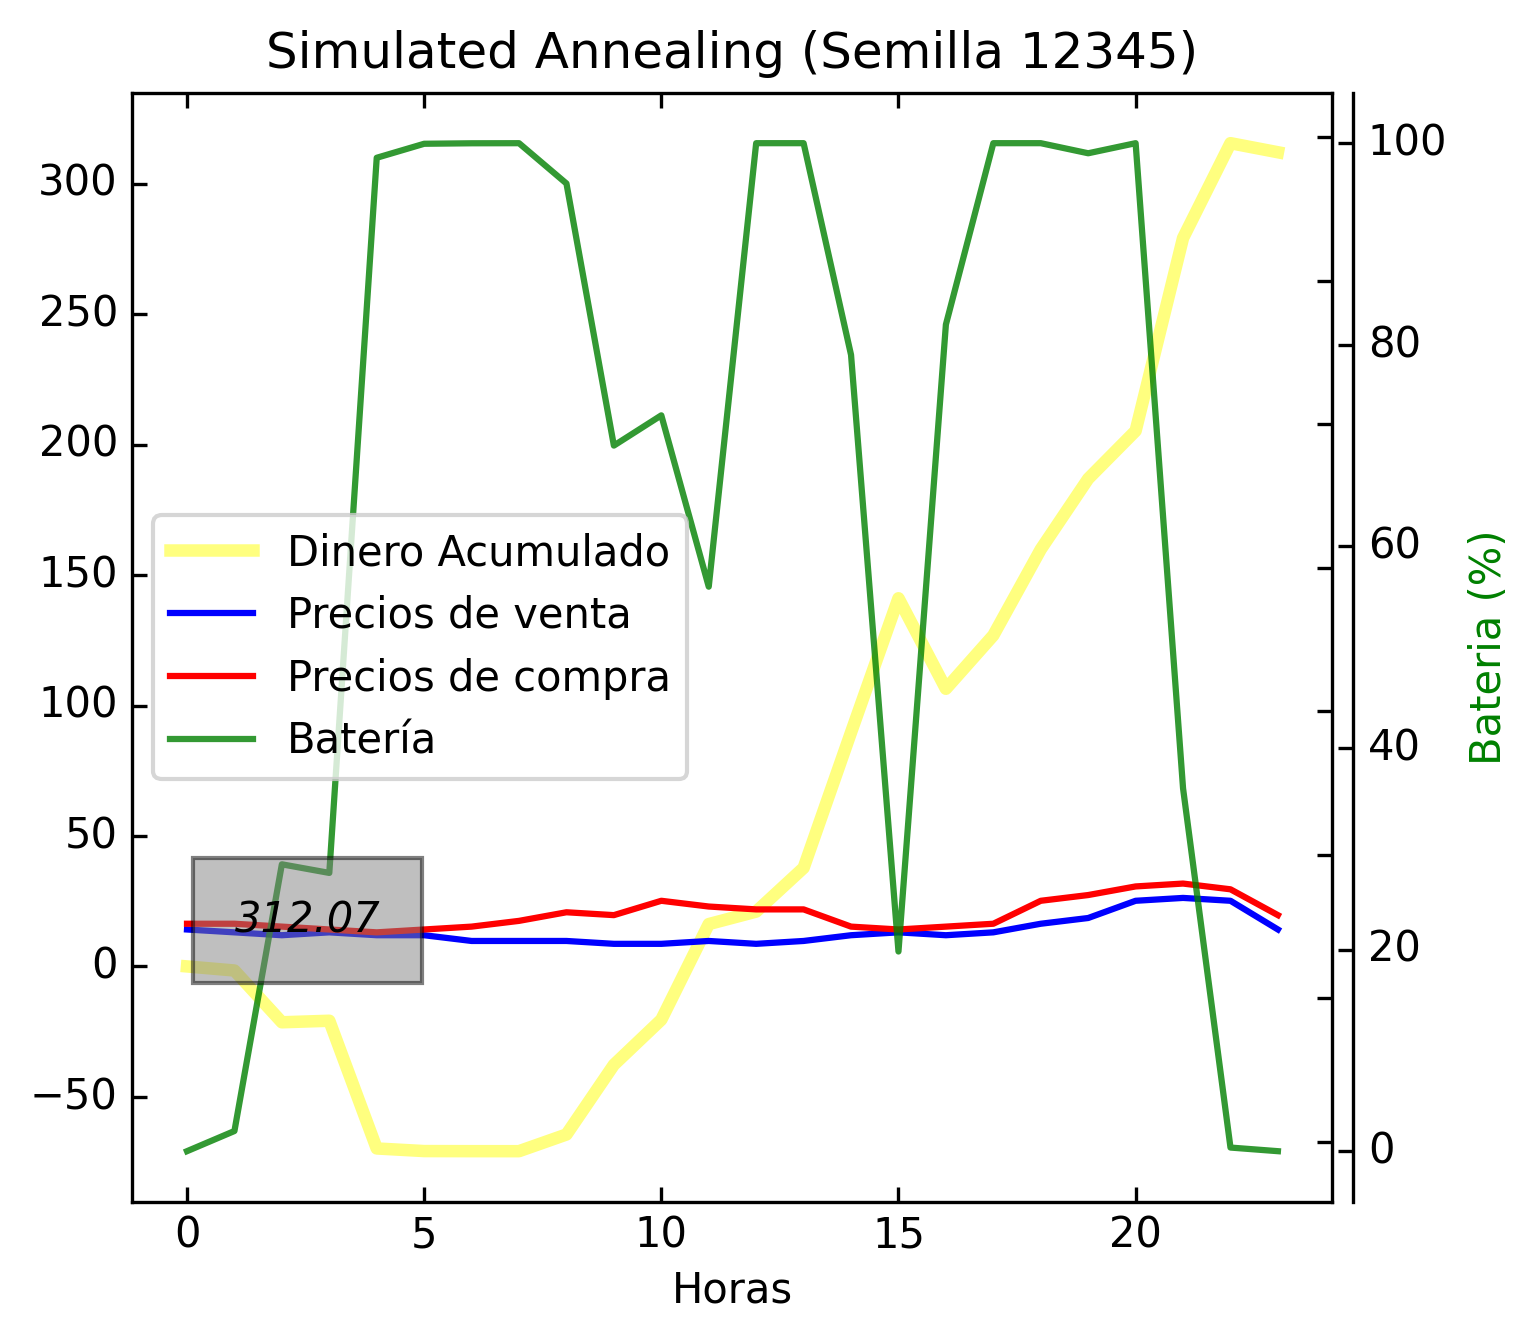 Simulated Annealing (Semilla 12345)
300
250
200
150
100
50
0
−50
Dinero Acumulado
Precios de venta
Precios de compra
Batería
312.07
100
80
60
40
20
0
Bateria (%)
0 5 10 15 20
Horas